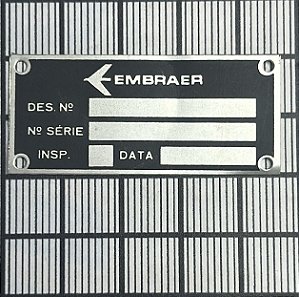 EMBRAER
DES. Nº
Nº SÉRIE
INSP. DATA